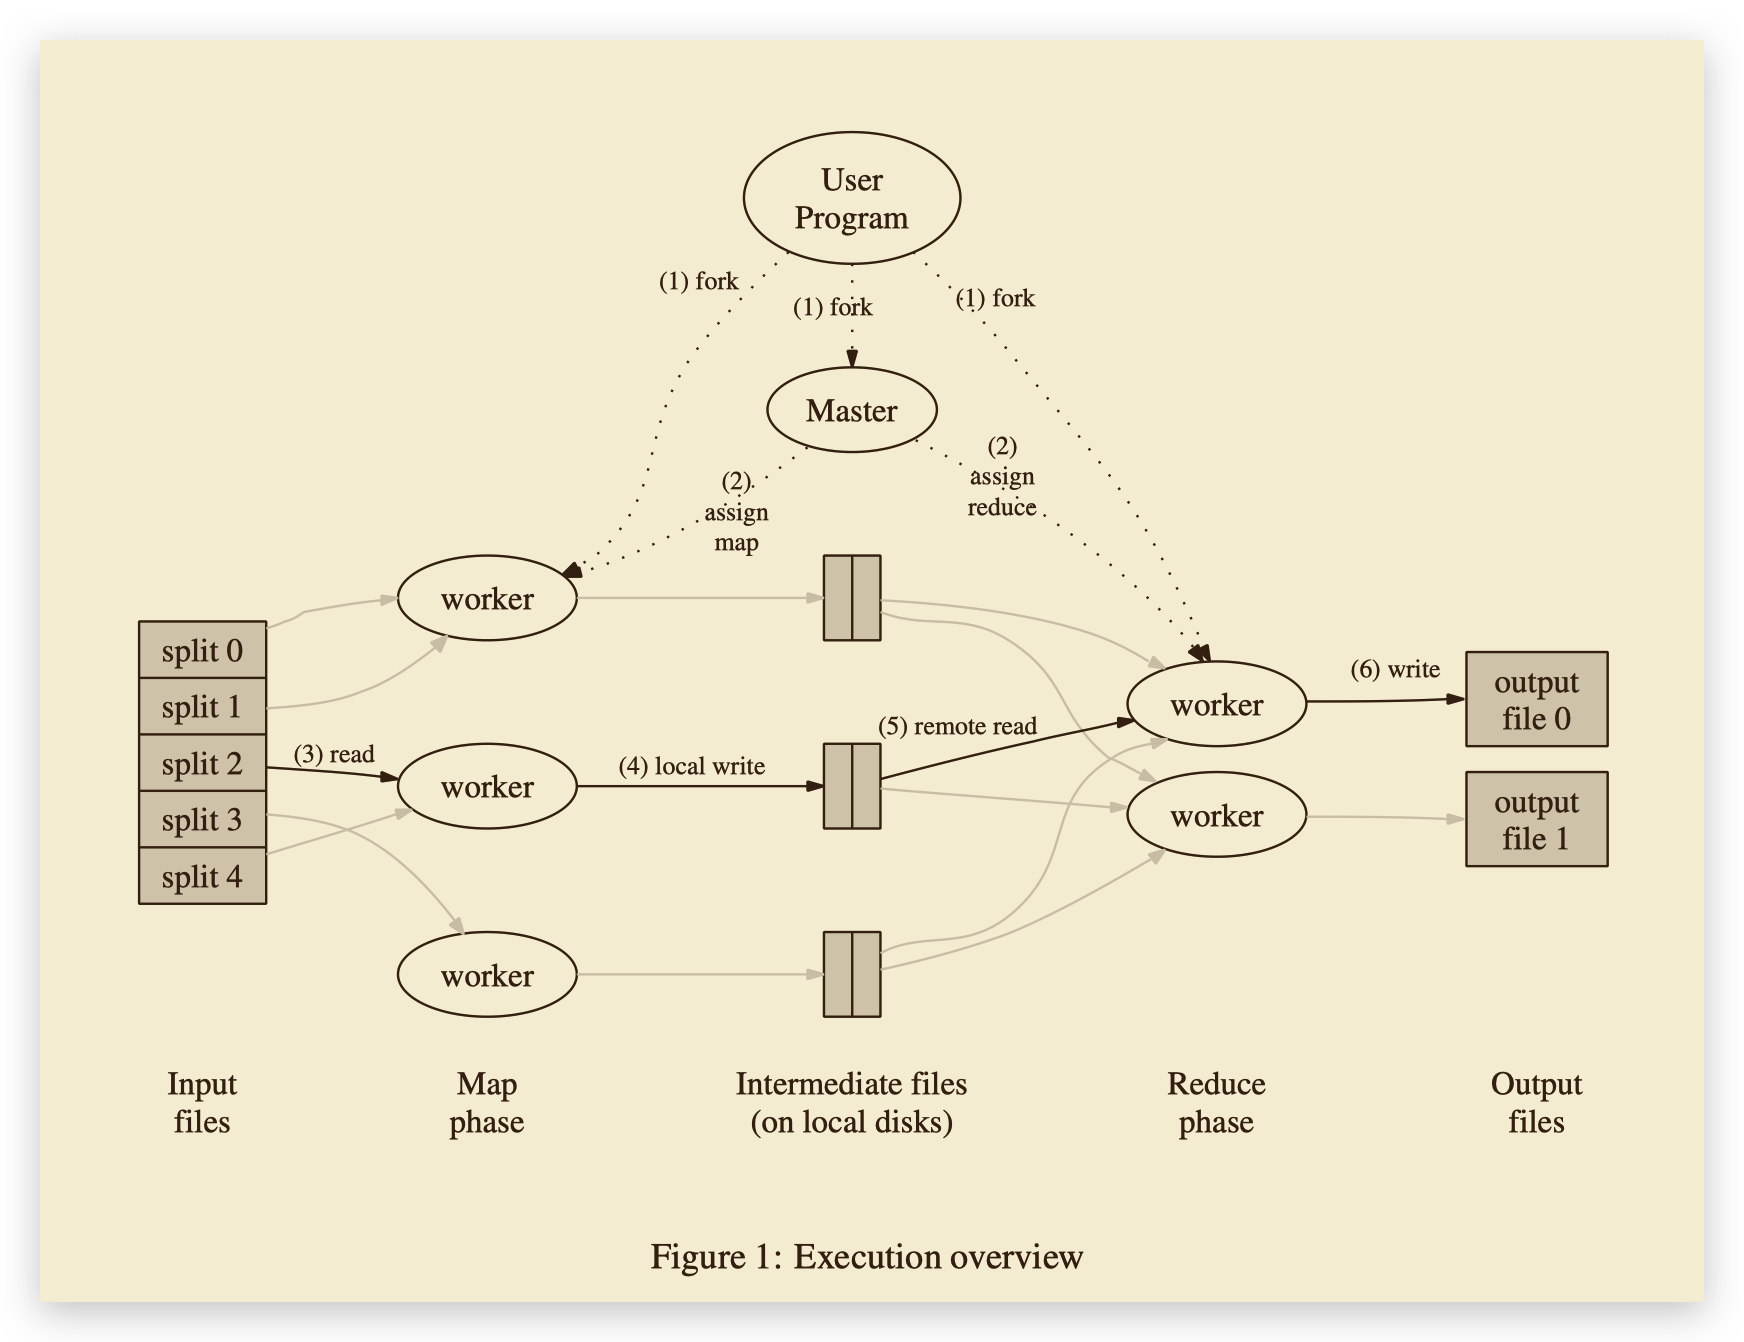 User
Program
(1) fork
(1) fork
(1) fork
Master
(2)
assign
map
(2)
assign
reduce
split 0
split 1
split 2
split 3
split 4
(3) read
worker
worker
worker
(4) local write
(5) remote read
worker
worker
(6) write
output
file 0
output
file 1
Input
files
Map
phase
Intermediate files
(on local disks)
Reduce
phase
Output
files
Figure 1: Execution overview